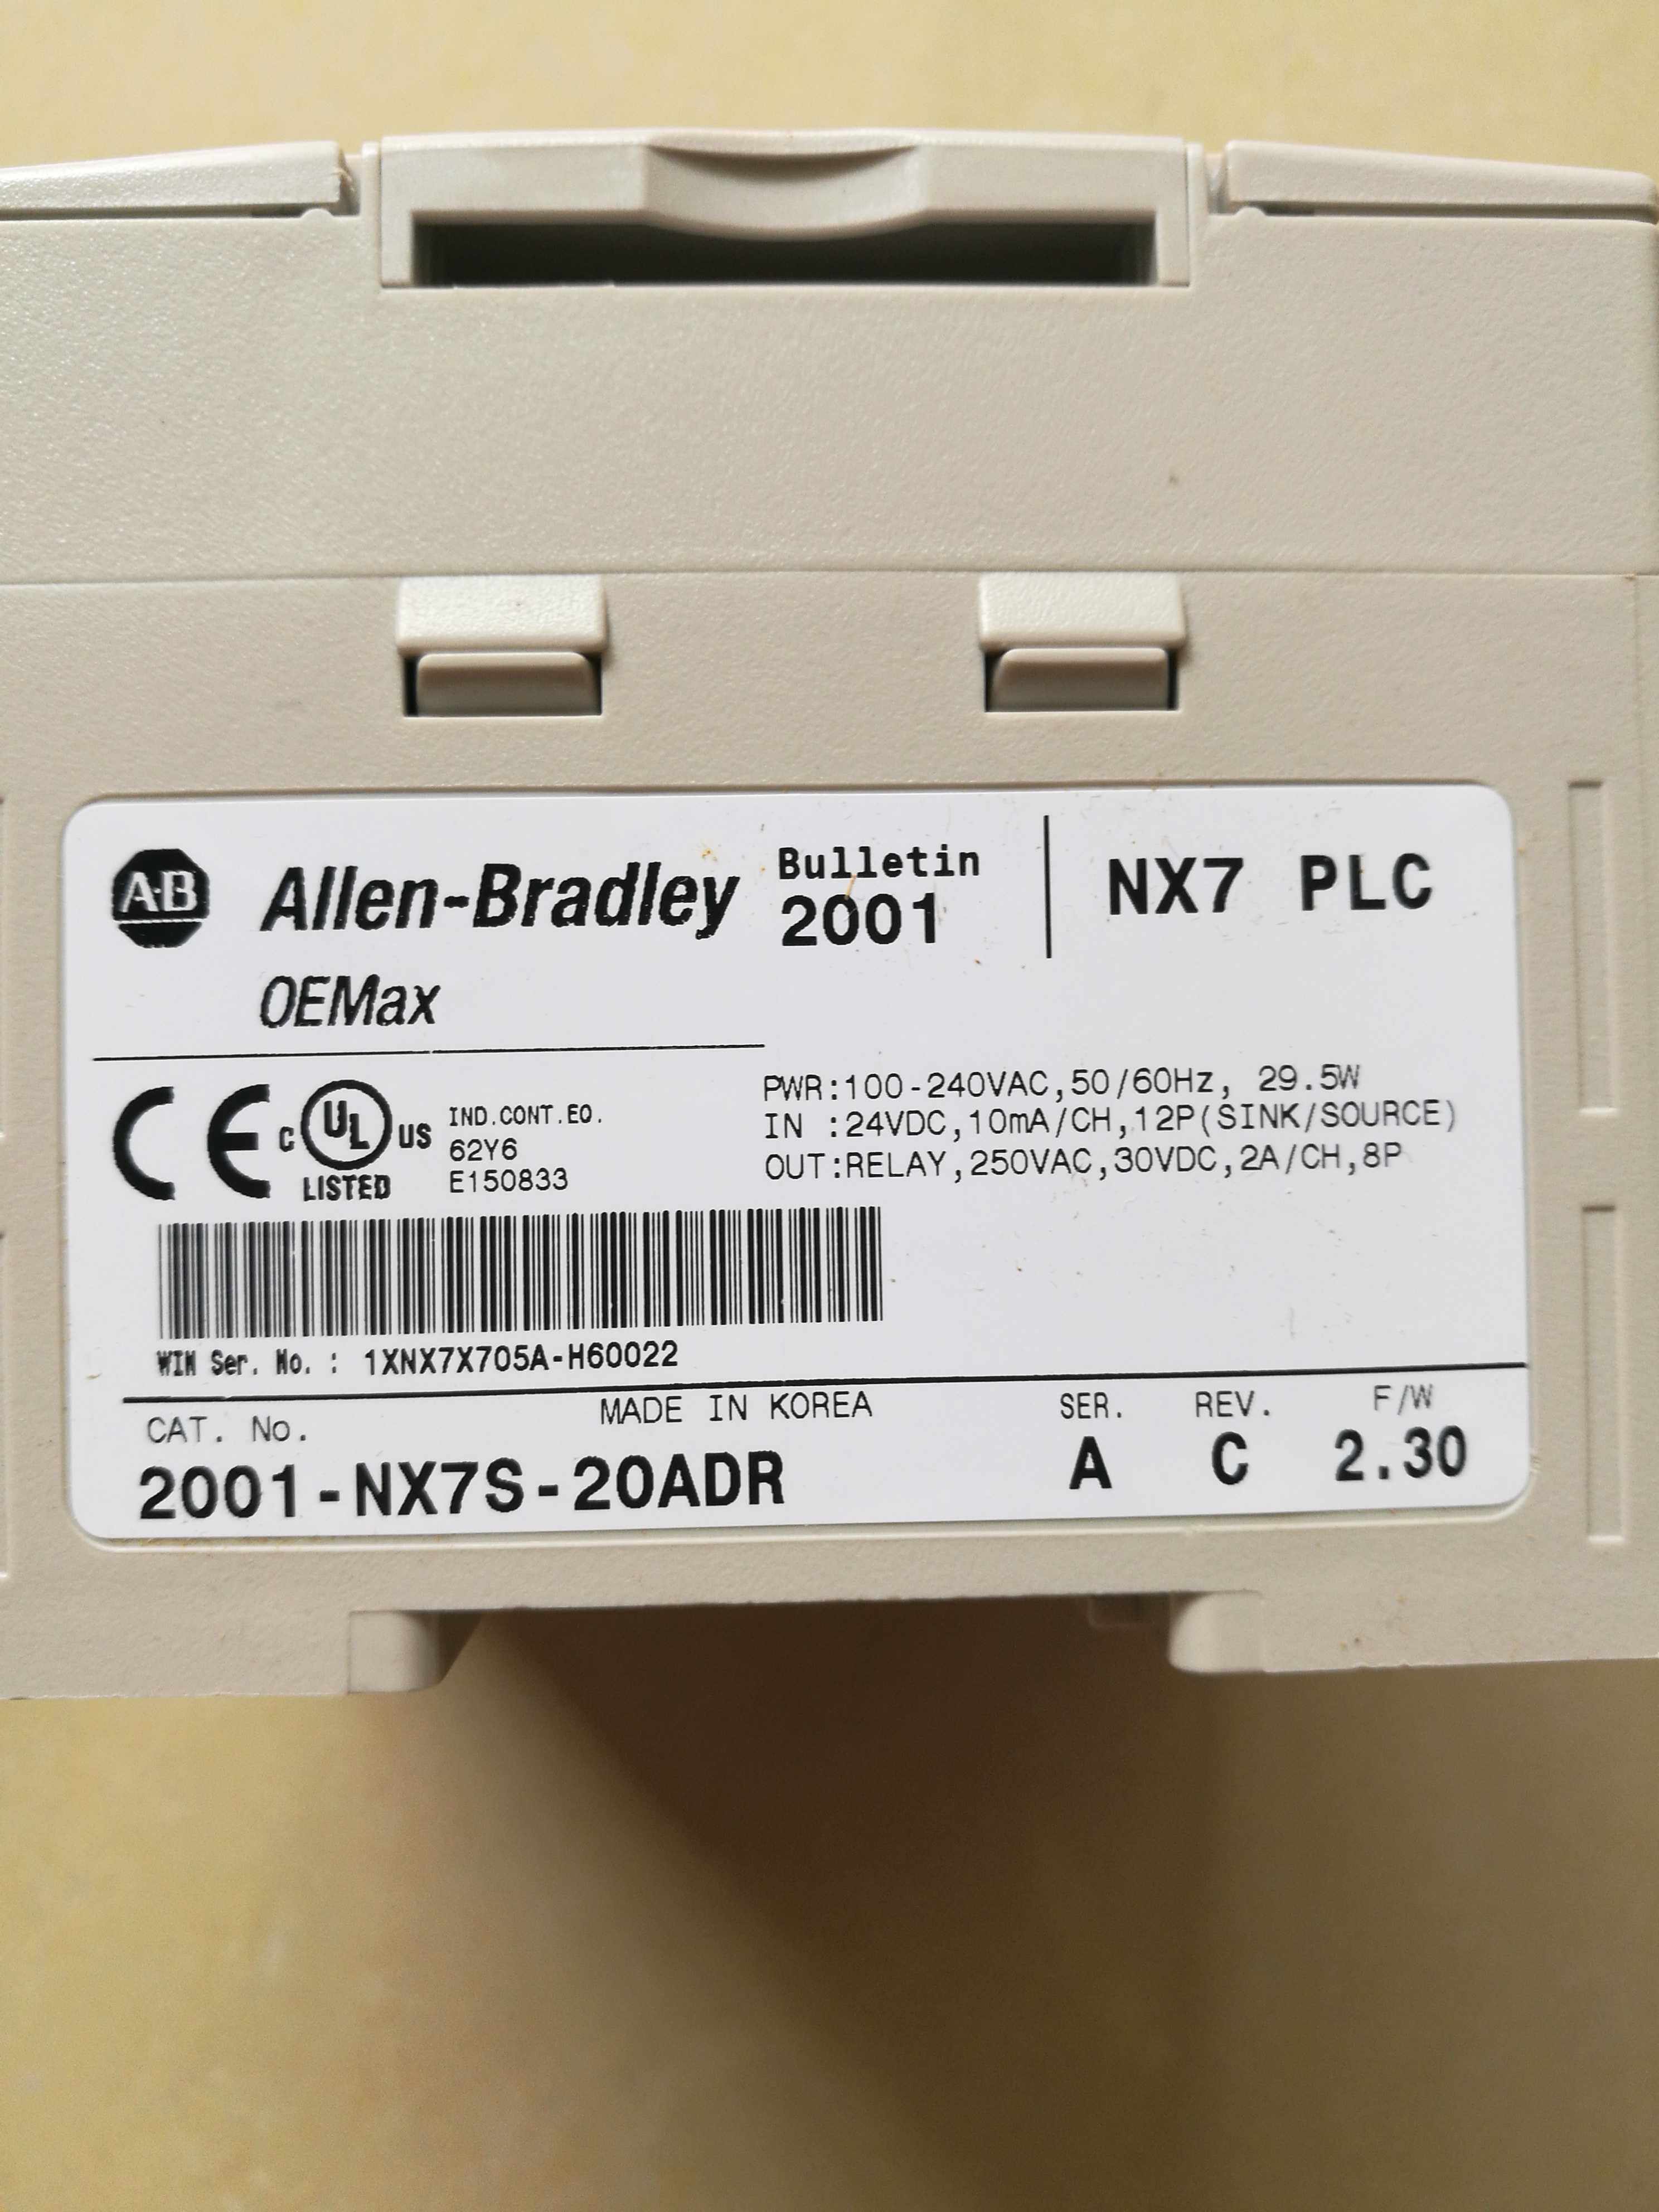 A-B Allen-Bradley Bulletin 2001 NX7 PLC
OEMax
CE C UL US LISTED
IND.CONT.EQ.
62Y6
E150833
PWR:100-240VAC,50/60Hz, 29.5W
IN :24VDC,10mA/CH,12P(SINK/SOURCE)
OUT:RELAY,250VAC,30VDC,2A/CH,8P
WIN Ser. No. : 1XNX7X705A-H60022
CAT. No. MADE IN KOREA SER. REV. F/W
2001-NX7S-20ADR A C 2.30